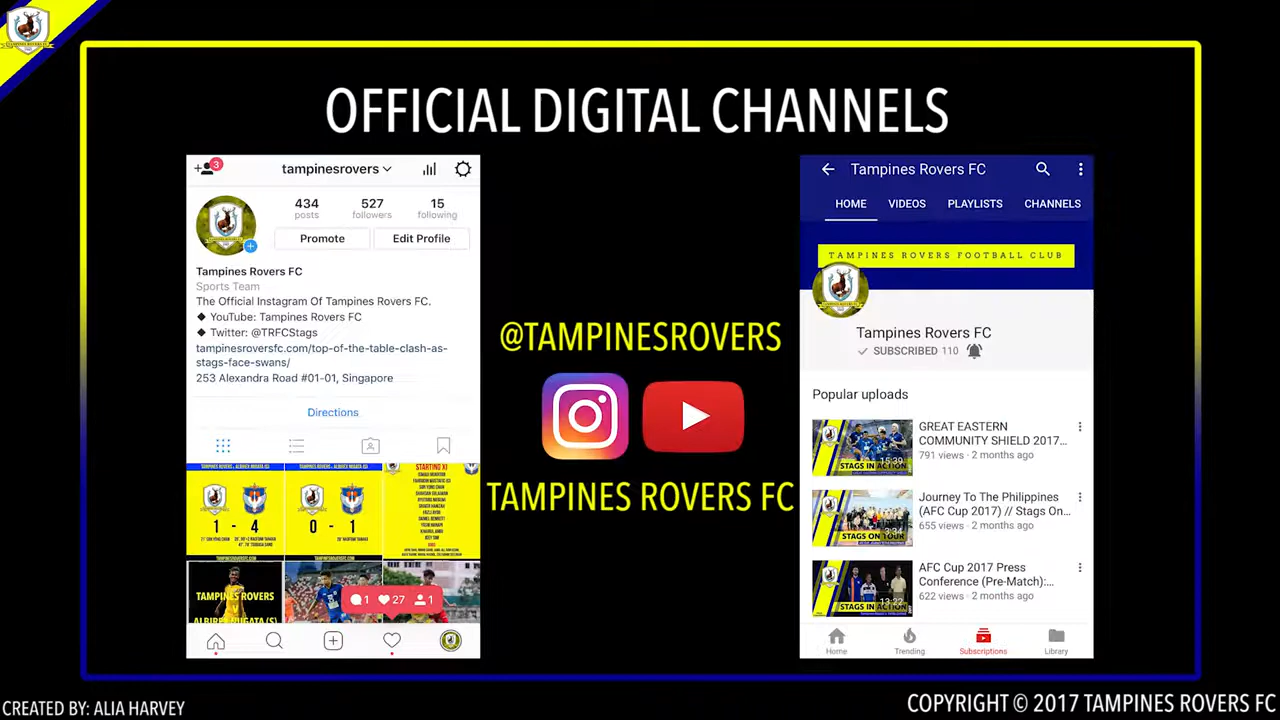 OFFICIAL DIGITAL CHANNELS
3
tampinesrovers
434
527
15
posts
followers
following
Promote
Edit Profile
Tampines Rovers FC
Sports Team
The Official Instagram Of Tampines Rovers FC.
◆ YouTube: Tampines Rovers FC
◆ Twitter: @TRFCStags
tampinesroversfc.com/top-of-the-table-clash-as-
stags-face-swans/
253 Alexandra Road #01-01, Singapore
Directions
1 - 4
0 - 1
STARTING XI
TAMPINES ROVERS
1
27
1
@TAMPINESROVERS
TAMPINES ROVERS FC
Tampines Rovers FC
HOME
VIDEOS
PLAYLISTS
CHANNELS
TAMPINES ROVERS FOOTBALL CLUB
Tampines Rovers FC
SUBSCRIBED 110
Popular uploads
GREAT EASTERN
COMMUNITY SHIELD 2017...
791 views · 2 months ago
15:39
STAGS IN ACTION
Journey To The Philippines
(AFC Cup 2017) // Stags On...
655 views · 2 months ago
STAGS ON TOUR
AFC Cup 2017 Press
Conference (Pre-Match):...
622 views · 2 months ago
13:22
STAGS IN ACTION
Home
Trending
Subscriptions
Library
CREATED BY: ALIA HARVEY
COPYRIGHT © 2017 TAMPINES ROVERS FC